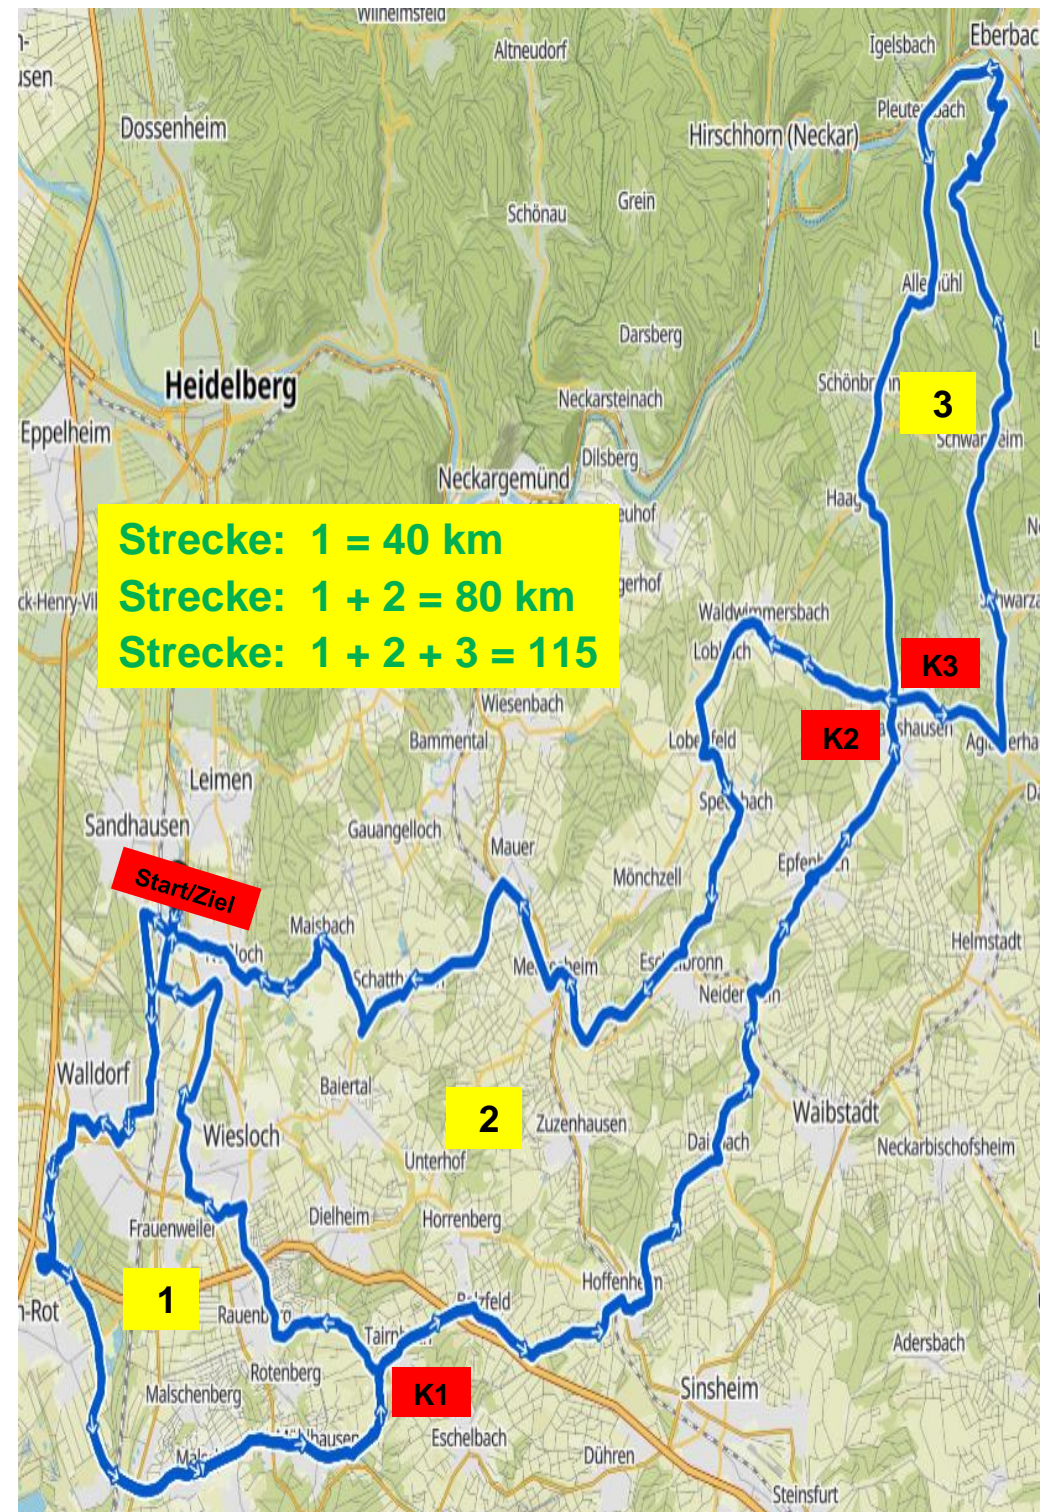 Wilhelmsfeld
Altneudorf
Igelsbach
Dossenheim
Hirschhorn (Neckar)
Grein
Schönau
Darsberg
Heidelberg
Neckarsteinach
3
Eppelheim
Dilsberg
Neckargemünd
Haag
Strecke: 1 = 40 km
Strecke: 1 + 2 = 80 km
Strecke: 1 + 2 + 3 = 115
Waldwimmersbach
K3
Wiesenbach
K2
Bammental
Leimen
Sandhausen
Gauangelloch
Mauer
Mönchzell
Start/Ziel
Maisbach
Helmstadt
Walldorf
Baiertal
2
Zuzenhausen
Waibstadt
Wiesloch
Neckarbischofsheim
Unterhof
Frauenweiler
Dielheim
Horrenberg
1
Adersbach
Rotenberg
K1
Sinsheim
Malschenberg
Eschelbach
Dühren
Steinsfurt